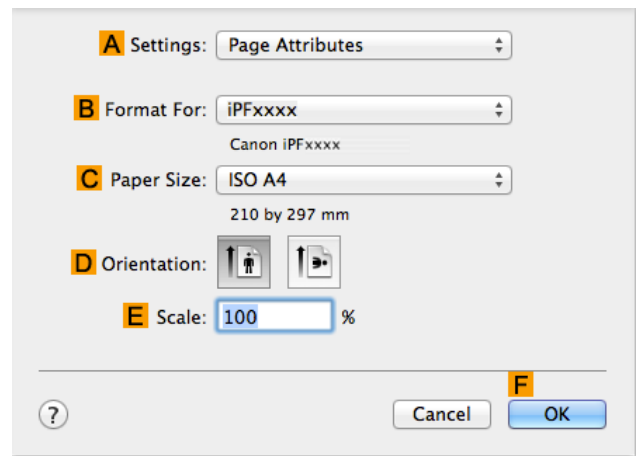 A Settings: Page Attributes
B Format For: iPFxxxx
Canon iPFxxxx
C Paper Size: ISO A4
210 by 297 mm
D Orientation:
E Scale: 100 %
F
? Cancel OK